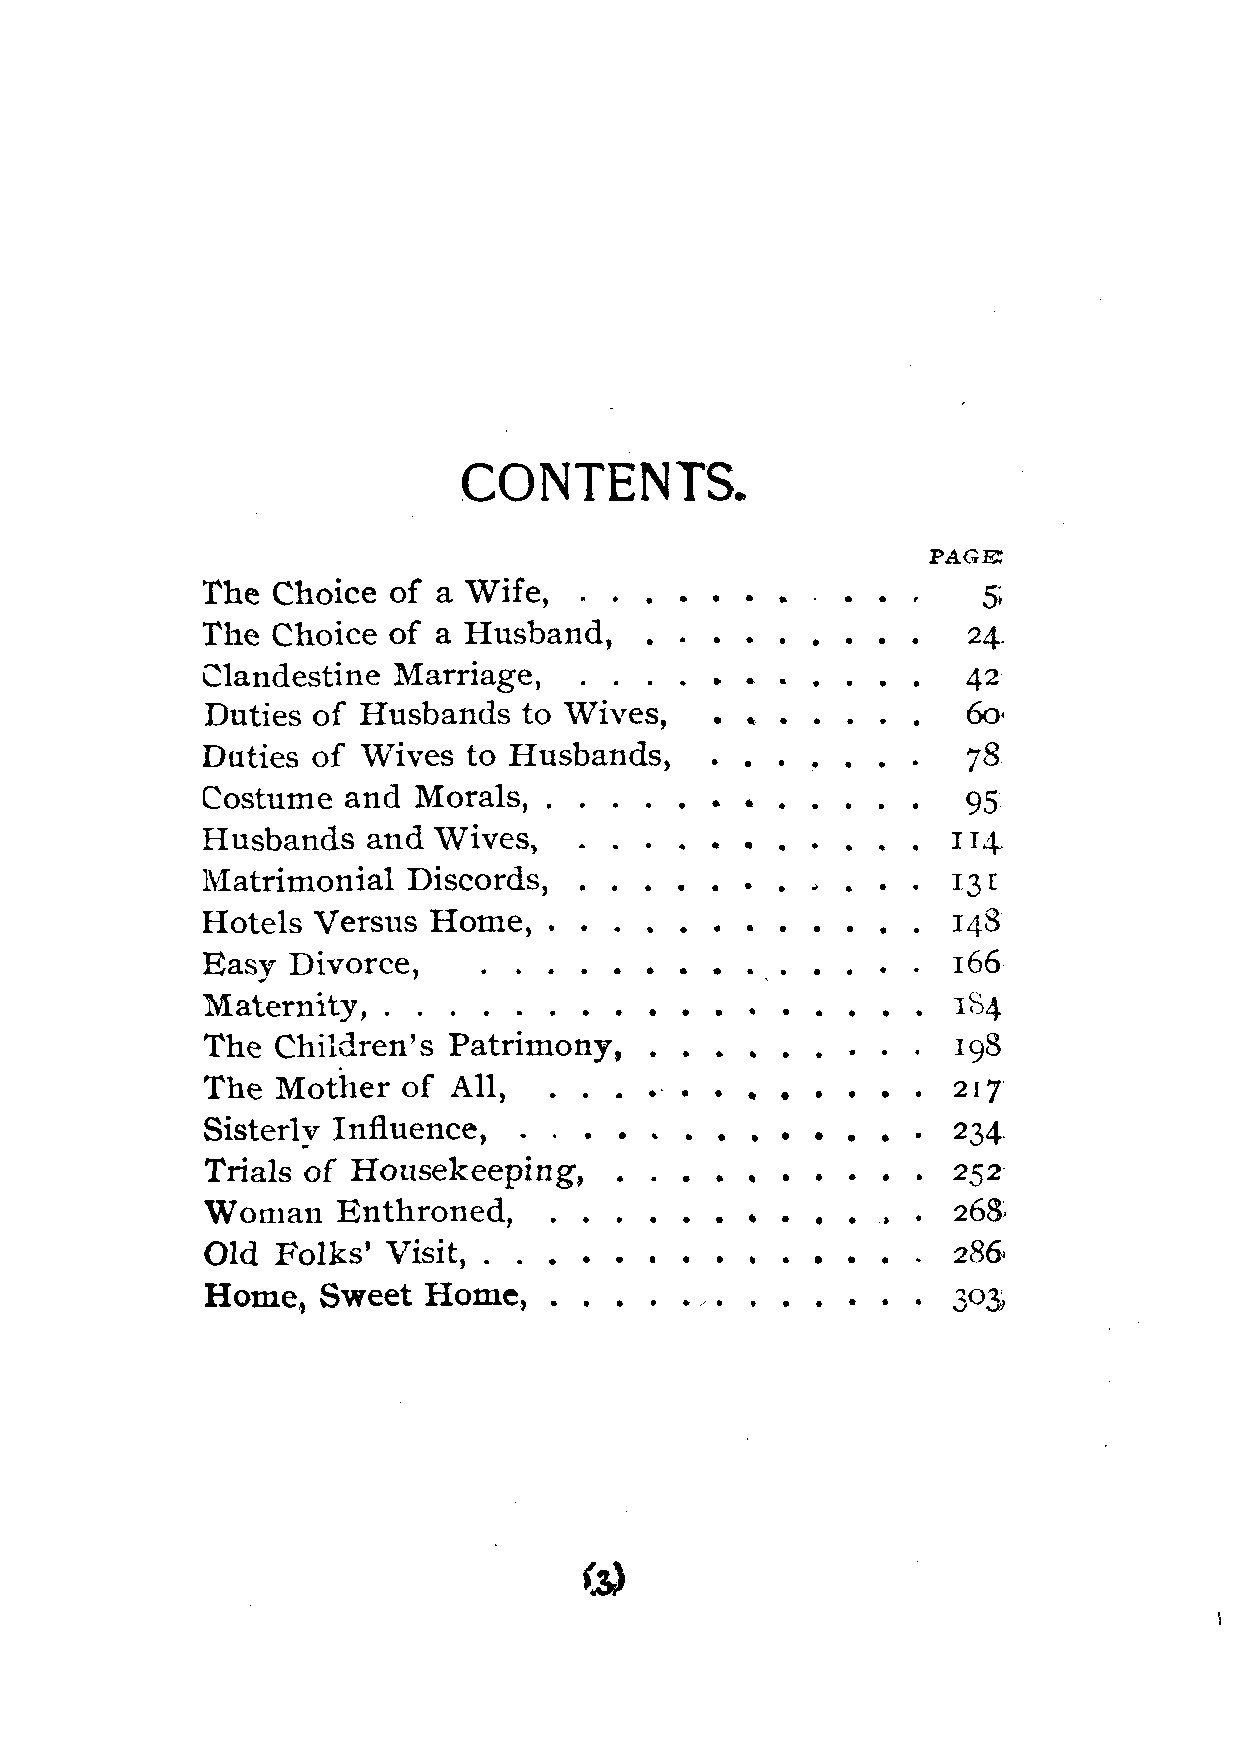 CONTENTS.
PAGE
The Choice of a Wife, . . . . . . . . . . . 5
The Choice of a Husband, . . . . . . . . . 24
Clandestine Marriage, . . . . . . . . . . . 42
Duties of Husbands to Wives, . . . . . . . 60
Duties of Wives to Husbands, . . . . . . . 78
Costume and Morals, . . . . . . . . . . . . 95
Husbands and Wives, . . . . . . . . . . . 114
Matrimonial Discords, . . . . . . . . . . . 131
Hotels Versus Home, . . . . . . . . . . . . 148
Easy Divorce, . . . . . . . . . . . . . . 166
Maternity, . . . . . . . . . . . . . . . . . 184
The Children's Patrimony, . . . . . . . . . 198
The Mother of All, . . . . . . . . . . . . 217
Sisterly Influence, . . . . . . . . . . . . . 234
Trials of Housekeeping, . . . . . . . . . . 252
Woman Enthroned, . . . . . . . . . . . . 268
Old Folks' Visit, . . . . . . . . . . . . . . 286
Home, Sweet Home, . . . . . . . . . . . . 303
(3)